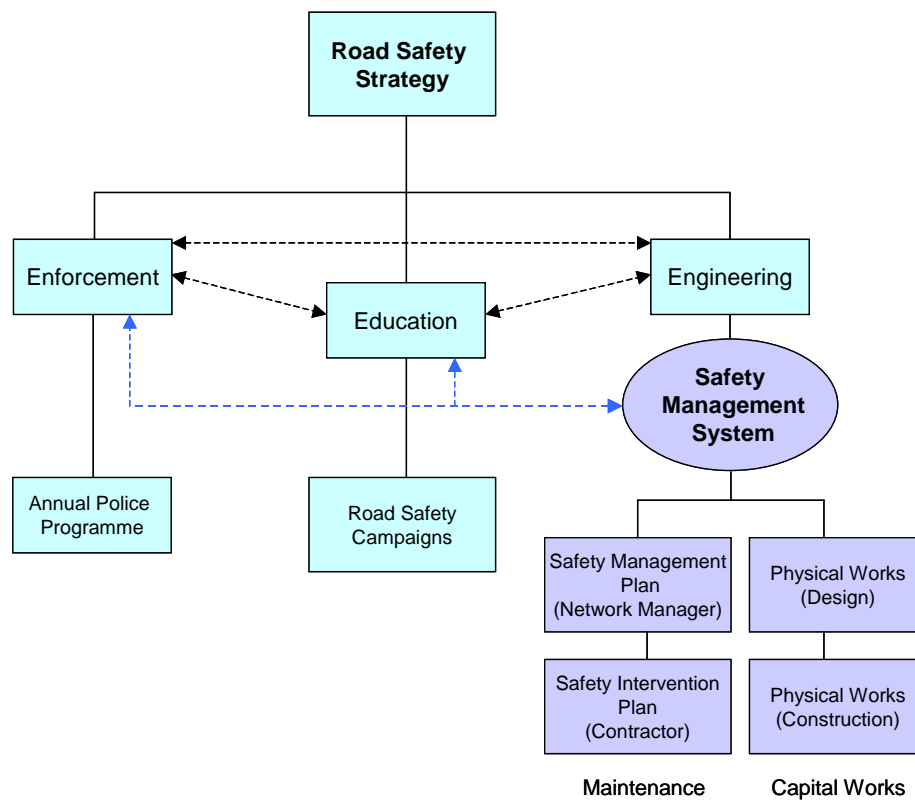 Road Safety
Strategy
Enforcement
Engineering
Education
Safety
Management
System
Annual Police
Programme
Road Safety
Campaigns
Safety Management
Plan
(Network Manager)
Physical Works
(Design)
Safety Intervention
Plan
(Contractor)
Physical Works
(Construction)
Maintenance
Capital Works